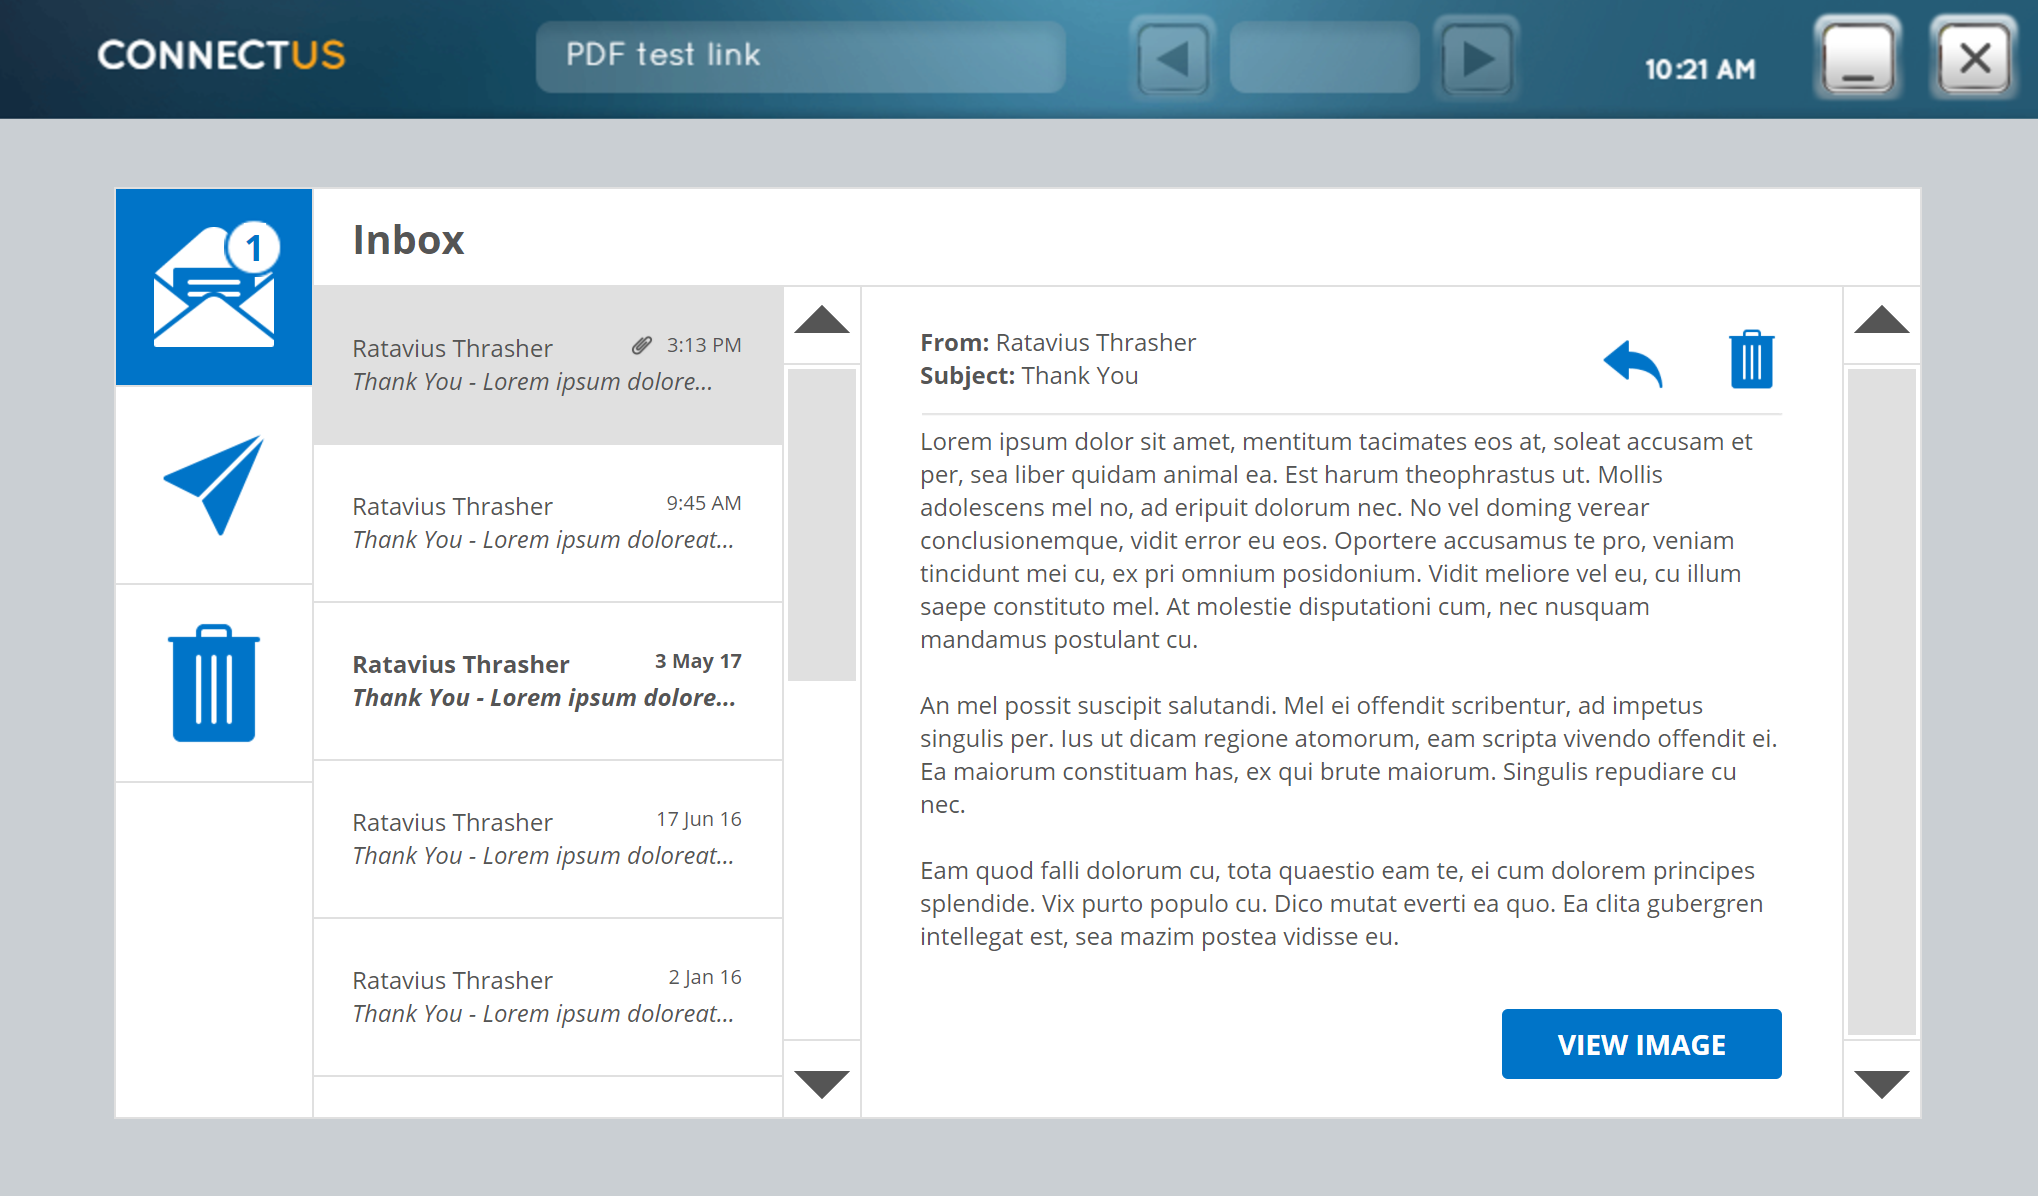 CONNECTUS
PDF test link
10:21 AM
1
Inbox
Ratavius Thrasher 3:13 PM
Thank You - Lorem ipsum dolore...
Ratavius Thrasher 9:45 AM
Thank You - Lorem ipsum doloreat...
Ratavius Thrasher 3 May 17
Thank You - Lorem ipsum dolore...
Ratavius Thrasher 17 Jun 16
Thank You - Lorem ipsum doloreat...
Ratavius Thrasher 2 Jan 16
Thank You - Lorem ipsum doloreat...
From: Ratavius Thrasher
Subject: Thank You
Lorem ipsum dolor sit amet, mentitum tacimates eos at, soleat accusam et
per, sea liber quidam animal ea. Est harum theophrastus ut. Mollis
adolescens mel no, ad eripuit dolorum nec. No vel doming verear
conclusionemque, vidit error eu eos. Oportere accusamus te pro, veniam
tincidunt mei cu, ex pri omnium posidonium. Vidit meliore vel eu, cu illum
saepe constituto mel. At molestie disputationi cum, nec nusquam
mandamus postulant cu.
An mel possit suscipit salutandi. Mel ei offendit scribentur, ad impetus
singulis per. Ius ut dicam regione atomorum, eam scripta vivendo offendit ei.
Ea maiorum constituam has, ex qui brute maiorum. Singulis repudiare cu
nec.
Eam quod falli dolorum cu, tota quaestio eam te, ei cum dolorem principes
splendide. Vix purto populo cu. Dico mutat everti ea quo. Ea clita gubergren
intellegat est, sea mazim postea vidisse eu.
VIEW IMAGE